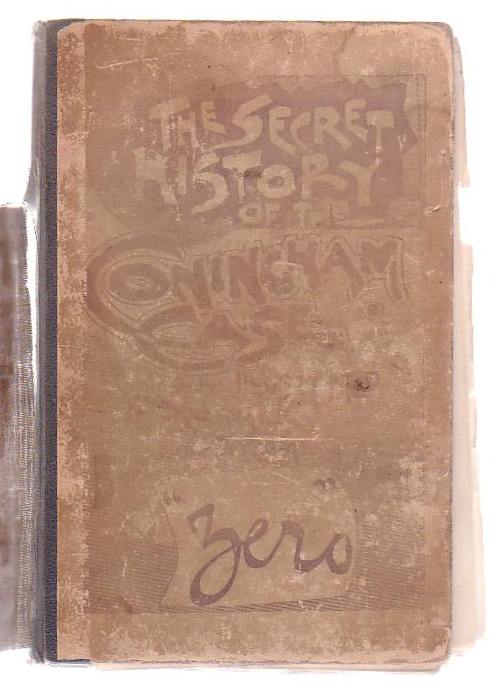 THE SECRET
HISTORY
OF THE
CONINGHAM
CASE
"Zero"